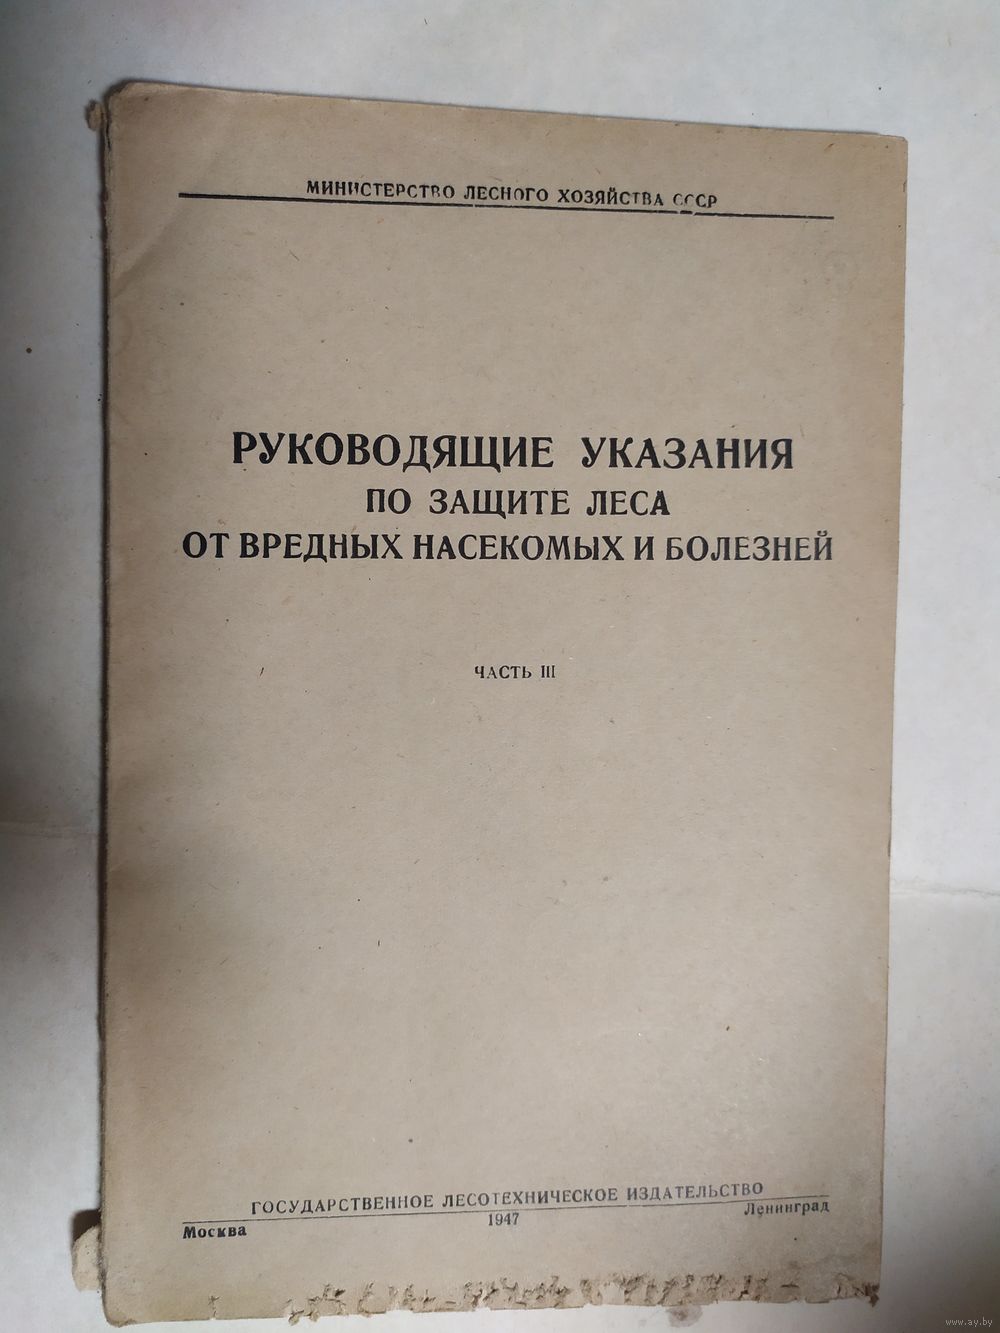 МИНИСТЕРСТВО ЛЕСНОГО ХОЗЯЙСТВА СССР
РУКОВОДЯЩИЕ УКАЗАНИЯ
ПО ЗАЩИТЕ ЛЕСА
ОТ ВРЕДНЫХ НАСЕКОМЫХ И БОЛЕЗНЕЙ
ЧАСТЬ III
ГОСУДАРСТВЕННОЕ ЛЕСОТЕХНИЧЕСКОЕ ИЗДАТЕЛЬСТВО
Москва 1947 Ленинград
www.ay.by